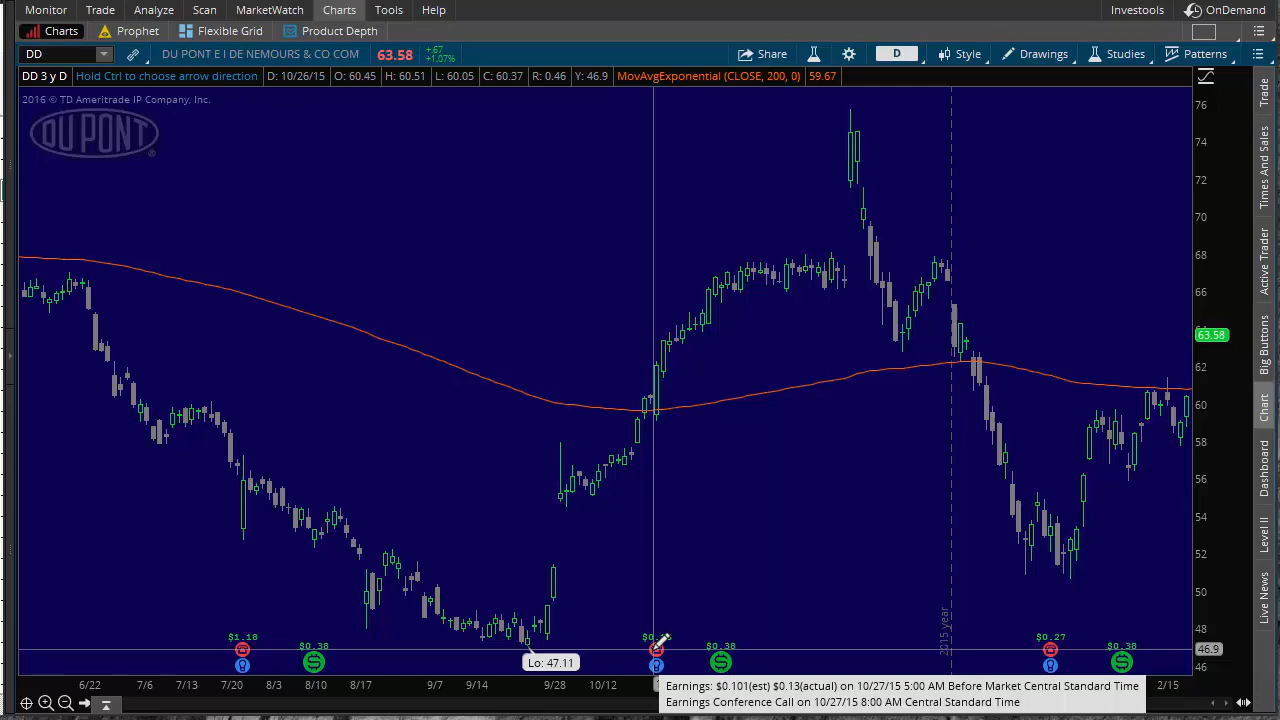 Monitor Trade Analyze Scan MarketWatch Charts Tools Help Investools OnDemand
Charts Prophet Flexible Grid Product Depth
DD DU PONT E I DE NEMOURS & CO COM 63.58 +.67 +1.07% Share D Style Drawings Studies Patterns
DD 3 y D Hold Ctrl to choose arrow direction D: 10/26/15 O: 60.45 H: 60.51 L: 60.05 C: 60.37 R: 0.46 Y: 46.9 MovAvgExponential (CLOSE, 200, 0) 59.67
2016 © TD Ameritrade IP Company, Inc.
DU PONT
76
74
72
70
68
66
63.58
62
60
58
56
54
52
50
48
46.9
46
Trade
Times And Sales
Active Trader
Big Buttons
Chart
Dashboard
Level II
Live News
2015 year
$1.18 $0.38 $0. $0.38 $0.27 $0.38
Lo: 47.11
6/22 7/6 7/13 7/20 8/10 8/17 9/7 9/14 9/28 10/12 2/15
Earnings: $0.101(est) $0.13(actual) on 10/27/15 5:00 AM Before Market Central Standard Time
Earnings Conference Call on 10/27/15 8:00 AM Central Standard Time